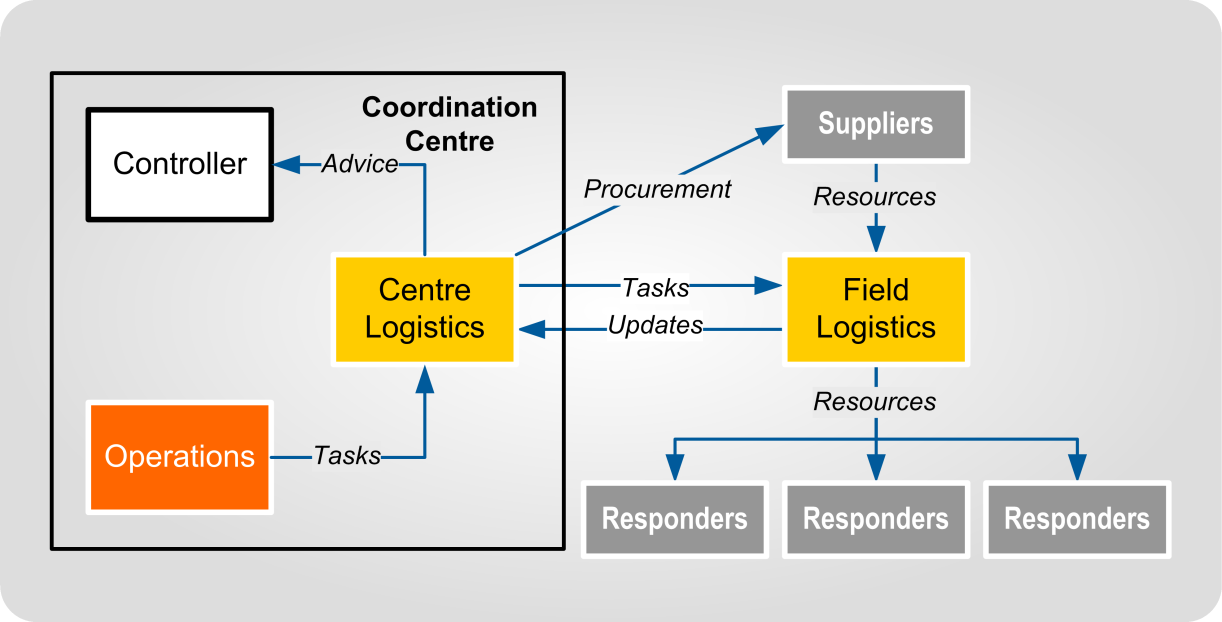 Coordination
Centre
Controller
Advice
Suppliers
Procurement
Resources
Centre
Logistics
Tasks
Updates
Field
Logistics
Resources
Operations
Tasks
Responders
Responders
Responders